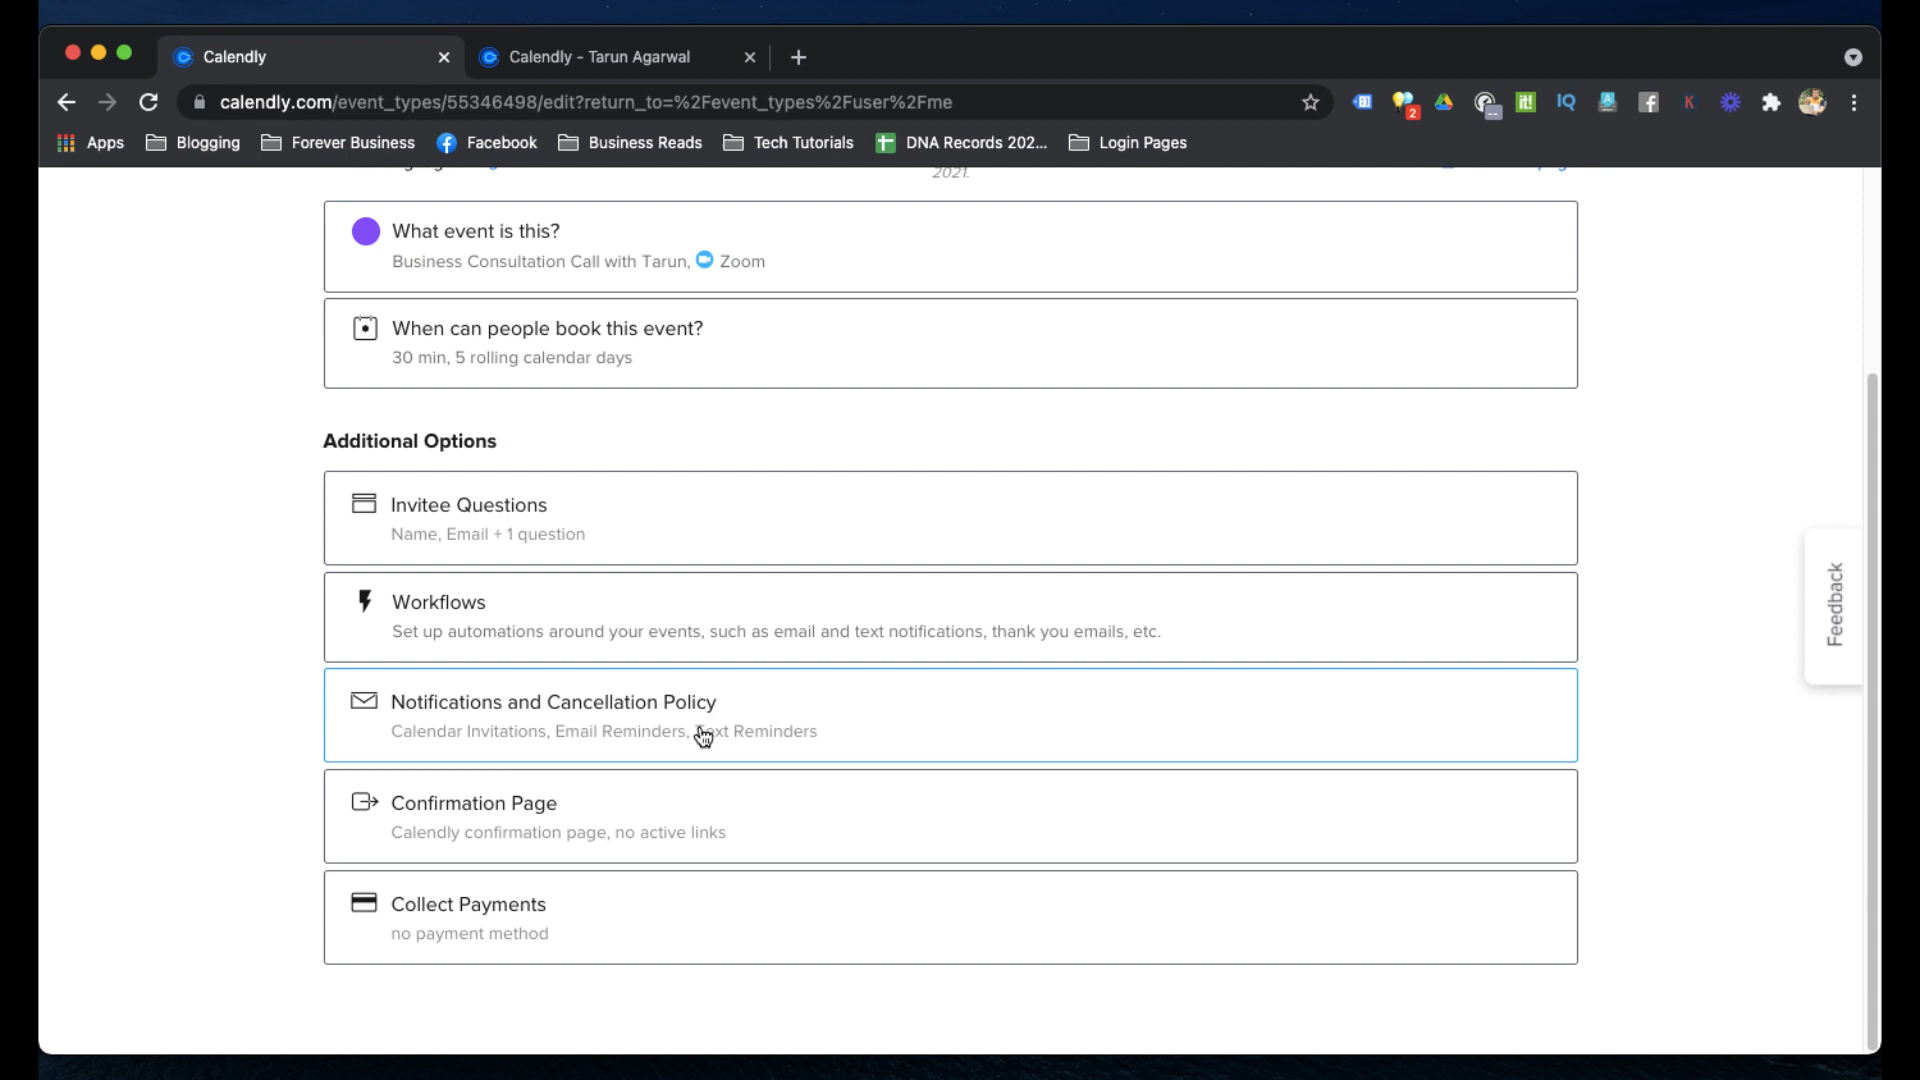 Calendly
Calendly - Tarun Agarwal
calendly.com/event_types/55346498/edit?return_to=%2Fevent_types%2Fuser%2Fme
2
it!
IQ
K
Apps
Blogging
Forever Business
Facebook
Business Reads
Tech Tutorials
DNA Records 202...
Login Pages
2021.
What event is this?
Business Consultation Call with Tarun, Zoom
When can people book this event?
30 min, 5 rolling calendar days
Additional Options
Invitee Questions
Name, Email + 1 question
Workflows
Set up automations around your events, such as email and text notifications, thank you emails, etc.
Notifications and Cancellation Policy
Calendar Invitations, Email Reminders, Text Reminders
Confirmation Page
Calendly confirmation page, no active links
Collect Payments
no payment method
Feedback